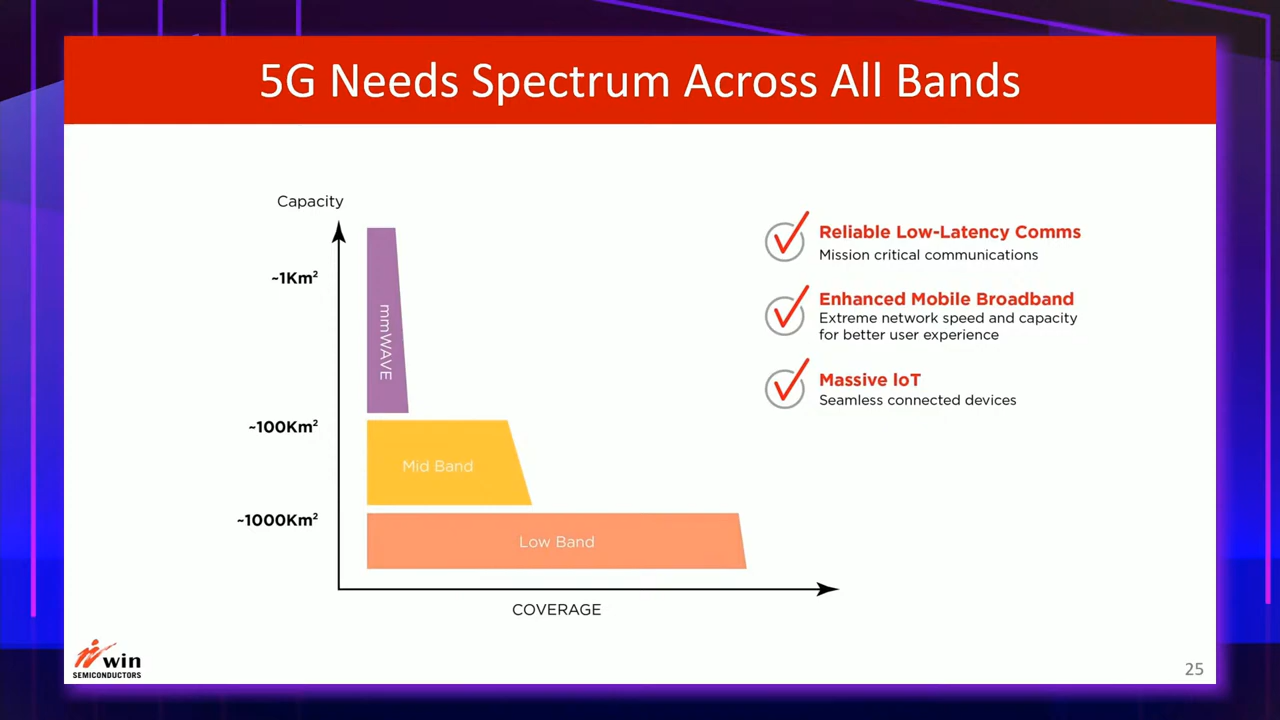 5G Needs Spectrum Across All Bands
Capacity
~1Km²
mmWAVE
~100Km²
Mid Band
~1000Km²
Low Band
COVERAGE
Reliable Low-Latency Comms
Mission critical communications
Enhanced Mobile Broadband
Extreme network speed and capacity
for better user experience
Massive IoT
Seamless connected devices
win
SEMICONDUCTORS
25